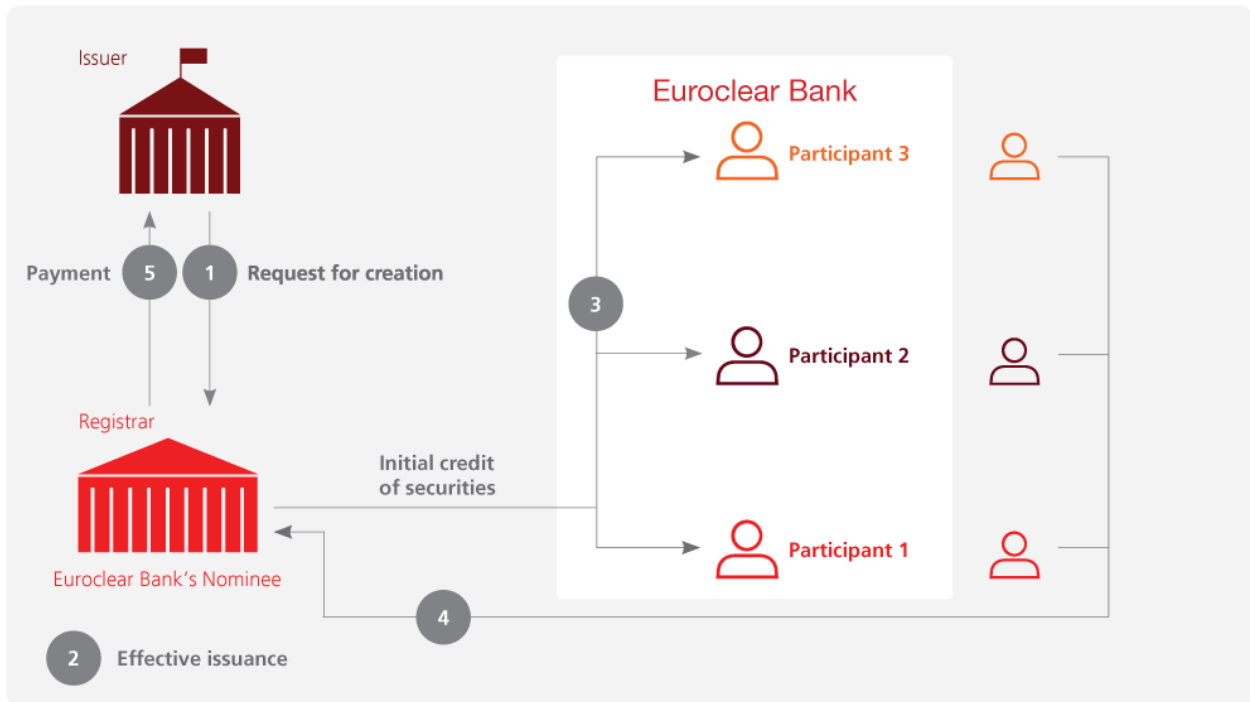 Issuer
Euroclear Bank
Participant 3
Payment
5
1
Request for creation
3
Participant 2
Registrar
Initial credit
of securities
Participant 1
Euroclear Bank’s Nominee
4
2
Effective issuance